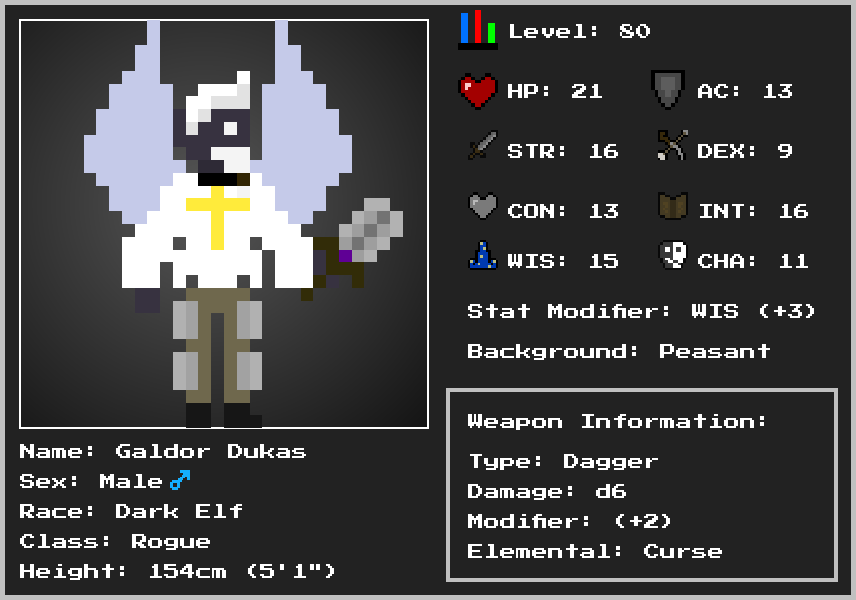 Level: 80
HP: 21
AC: 13
STR: 16
DEX: 9
CON: 13
INT: 16
WIS: 15
CHA: 11
Stat Modifier: WIS (+3)
Background: Peasant
Name: Galdor Dukas
Sex: Male♂
Race: Dark Elf
Class: Rogue
Height: 154cm (5'1")
Weapon Information:
Type: Dagger
Damage: d6
Modifier: (+2)
Elemental: Curse